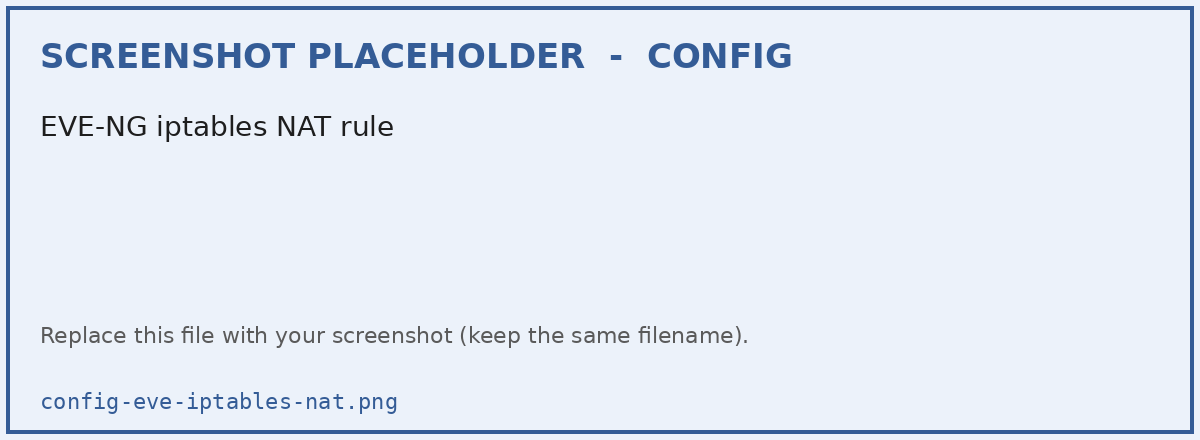 SCREENSHOT PLACEHOLDER - CONFIG
EVE-NG iptables NAT rule
Replace this file with your screenshot (keep the same filename).
config-eve-iptables-nat.png